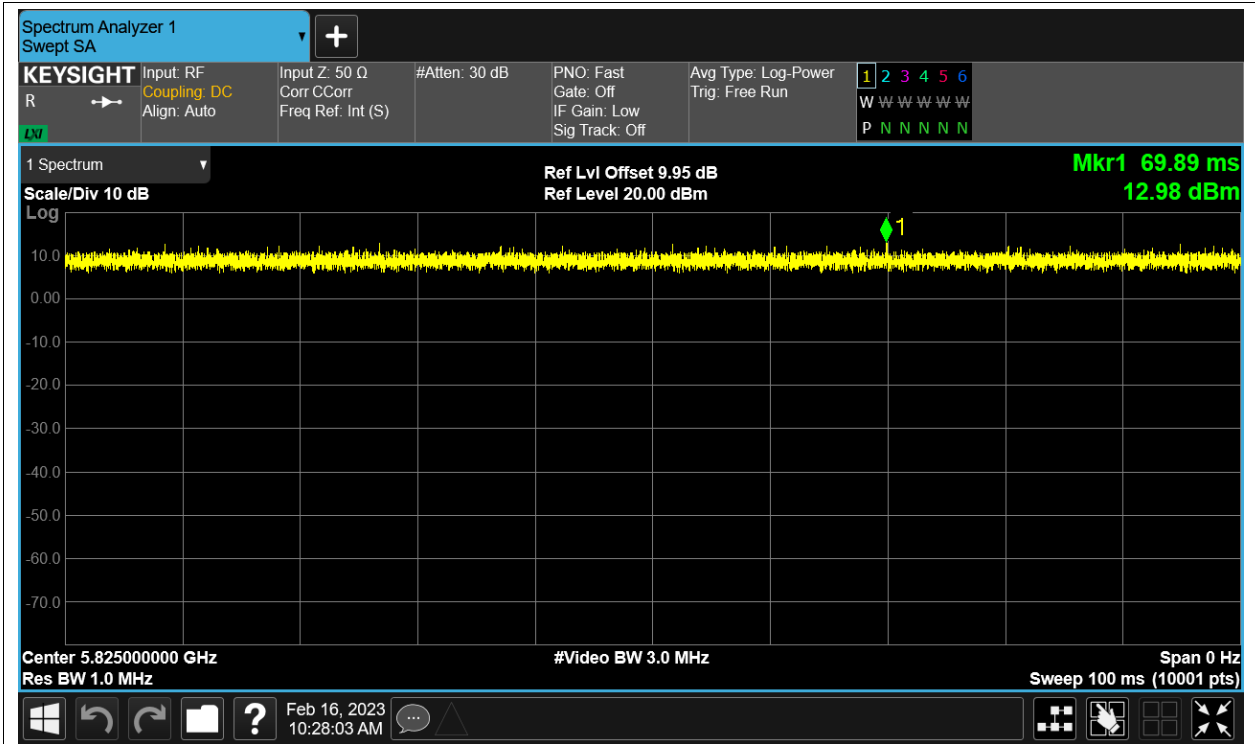 Spectrum Analyzer 1
Swept SA
KEYSIGHT
R
LXI
Input: RF
Coupling: DC
Align: Auto
Input Z: 50 Ω
Corr CCorr
Freq Ref: Int (S)
#Atten: 30 dB
PNO: Fast
Gate: Off
IF Gain: Low
Sig Track: Off
Avg Type: Log-Power
Trig: Free Run
1 2 3 4 5 6
W W W W W W
P N N N N N
1 Spectrum
Scale/Div 10 dB
Ref Lvl Offset 9.95 dB
Ref Level 20.00 dBm
Mkr1 69.89 ms
12.98 dBm
Log
1
10.0
0.00
-10.0
-20.0
-30.0
-40.0
-50.0
-60.0
-70.0
Center 5.825000000 GHz
#Video BW 3.0 MHz
Span 0 Hz
Res BW 1.0 MHz
Sweep 100 ms (10001 pts)
?
Feb 16, 2023
10:28:03 AM